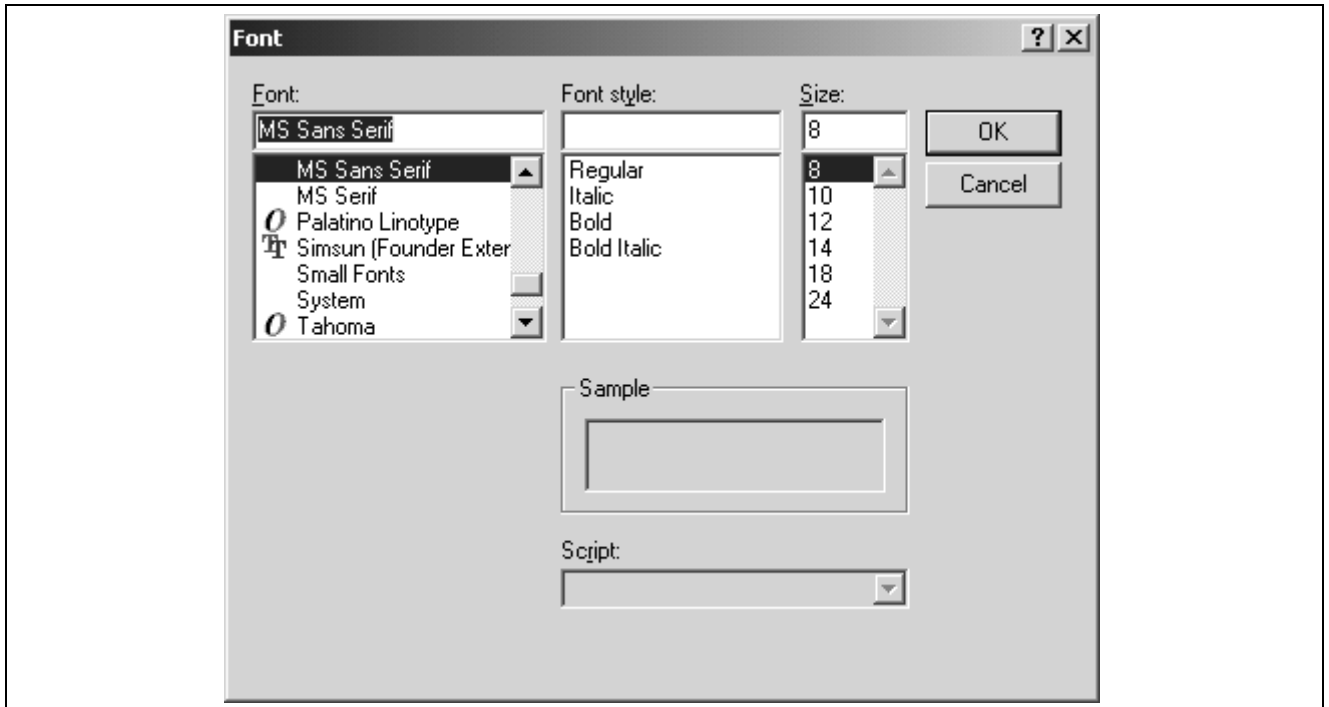 Font
Font:
Font style:
Size:
MS Sans Serif
8
OK
Cancel
MS Sans Serif
MS Serif
Palatino Linotype
Simsun (Founder Exter
Small Fonts
System
Tahoma
Regular
Italic
Bold
Bold Italic
8
10
12
14
18
24
Sample
Script: